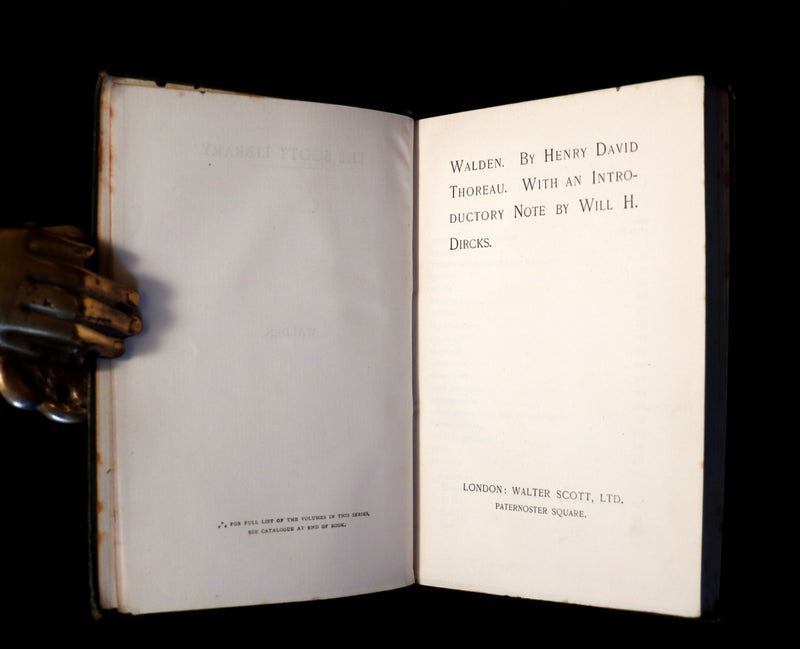 THE SCOTT LIBRARY.
WALDEN.
⁂ FOR FULL LIST OF THE VOLUMES IN THIS SERIES,
SEE CATALOGUE AT END OF BOOK.
WALDEN. BY HENRY DAVID
THOREAU. WITH AN INTRO-
DUCTORY NOTE BY WILL H.
DIRCKS.
LONDON: WALTER SCOTT, LTD.
PATERNOSTER SQUARE.